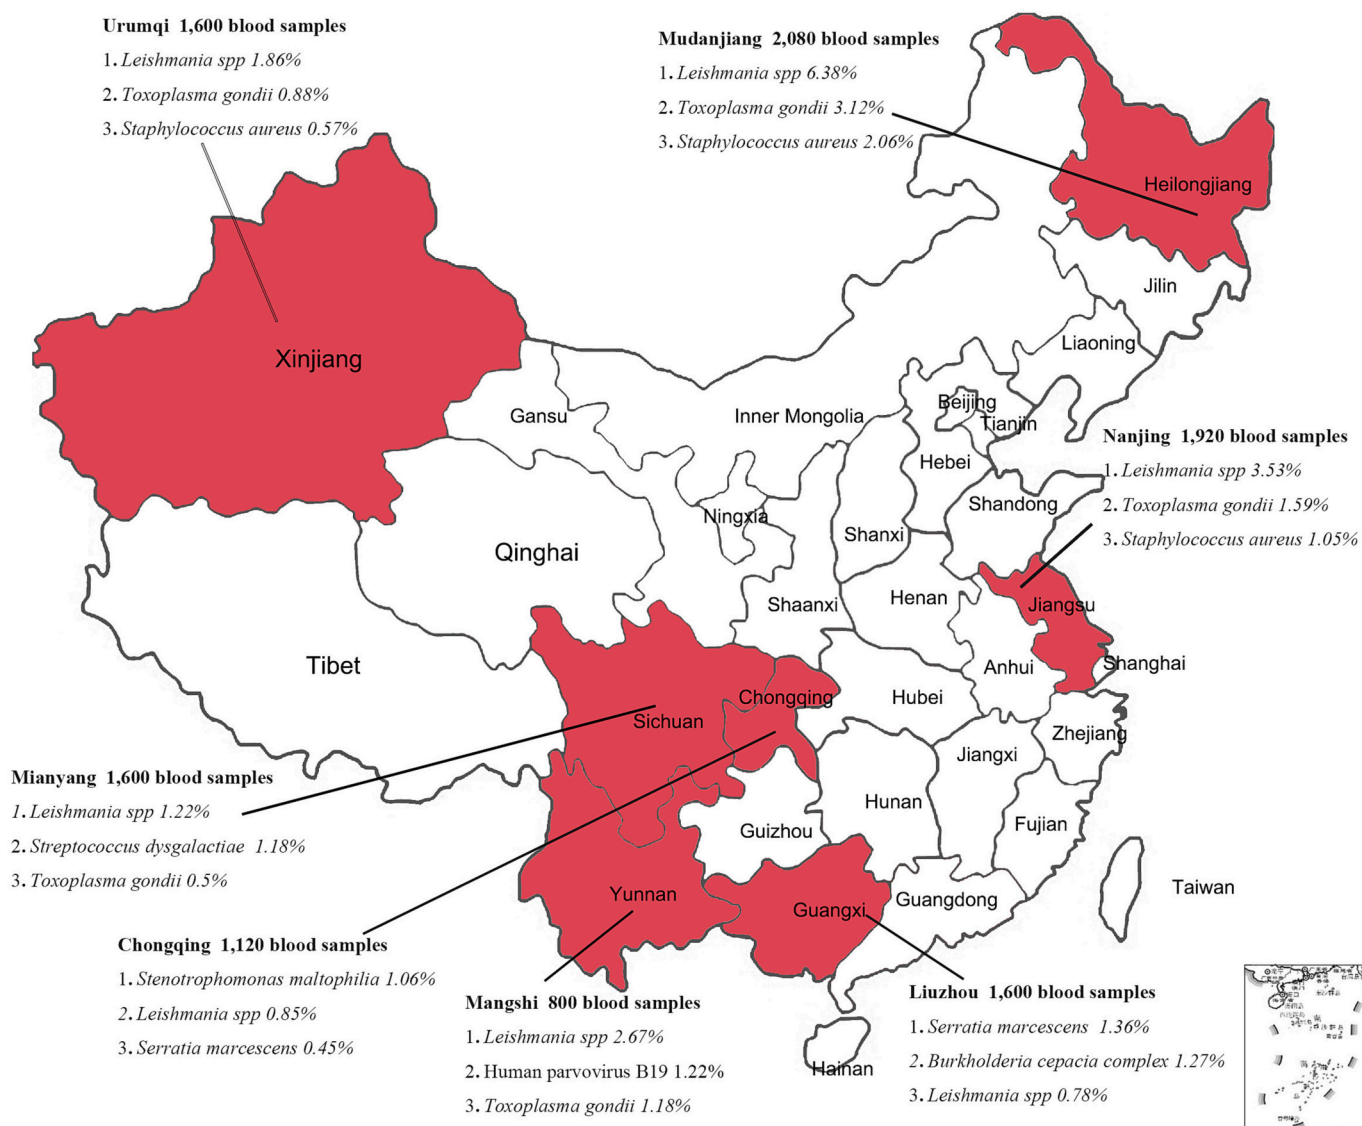 Urumqi 1,600 blood samples
1. Leishmania spp 1.86%
2. Toxoplasma gondii 0.88%
3. Staphylococcus aureus 0.57%
Mudanjiang 2,080 blood samples
1. Leishmania spp 6.38%
2. Toxoplasma gondii 3.12%
3. Staphylococcus aureus 2.06%
Heilongjiang
Jilin
Liaoning
Xinjiang
Gansu
Inner Mongolia
Beijing
Tianjin
Hebei
Nanjing 1,920 blood samples
1. Leishmania spp 3.53%
2. Toxoplasma gondii 1.59%
3. Staphylococcus aureus 1.05%
Shandong
Ningxia
Shanxi
Qinghai
Shaanxi
Henan
Jiangsu
Tibet
Anhui
Shanghai
Chongqing
Hubei
Sichuan
Zhejiang
Jiangxi
Mianyang 1,600 blood samples
1. Leishmania spp 1.22%
2. Streptococcus dysgalactiae 1.18%
3. Toxoplasma gondii 0.5%
Hunan
Guizhou
Fujian
Yunnan
Guangxi
Guangdong
Taiwan
Chongqing 1,120 blood samples
1. Stenotrophomonas maltophilia 1.06%
2. Leishmania spp 0.85%
3. Serratia marcescens 0.45%
Mangshi 800 blood samples
1. Leishmania spp 2.67%
2. Human parvovirus B19 1.22%
3. Toxoplasma gondii 1.18%
Liuzhou 1,600 blood samples
1. Serratia marcescens 1.36%
2. Burkholderia cepacia complex 1.27%
3. Leishmania spp 0.78%
Hainan